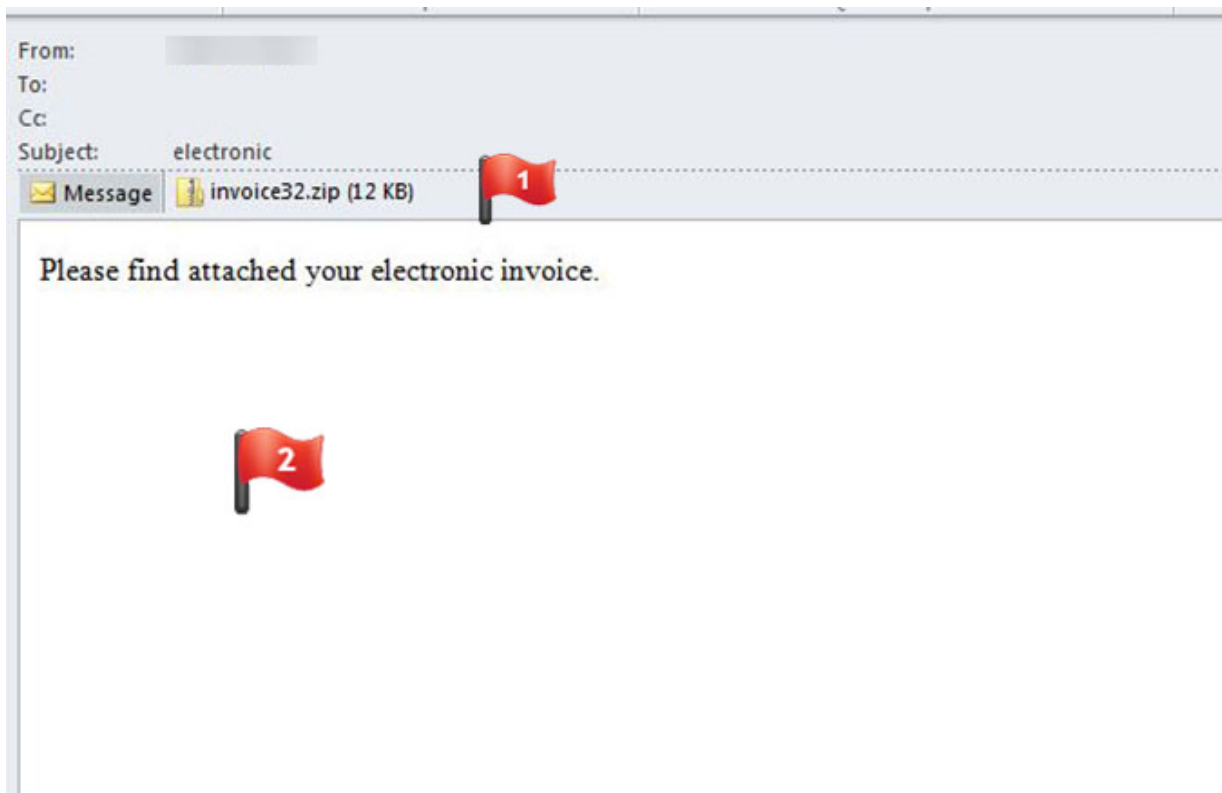 From:
To:
Cc:
Subject: electronic
Message invoice32.zip (12 KB)
1
Please find attached your electronic invoice.
2